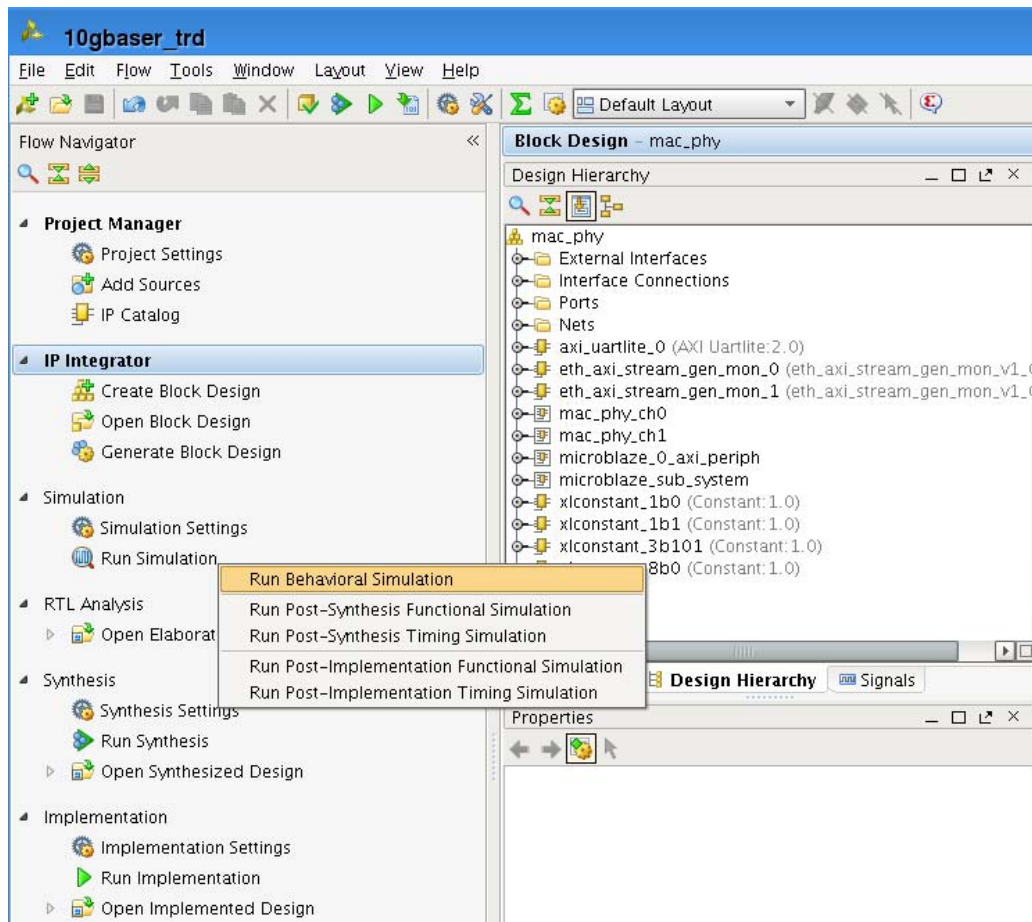 10gbaser_trd
File Edit Flow Tools Window Layout View Help
Default Layout
Flow Navigator
Project Manager
Project Settings
Add Sources
IP Catalog
IP Integrator
Create Block Design
Open Block Design
Generate Block Design
Simulation
Simulation Settings
Run Simulation
Run Behavioral Simulation
Run Post-Synthesis Functional Simulation
Run Post-Synthesis Timing Simulation
Run Post-Implementation Functional Simulation
Run Post-Implementation Timing Simulation
RTL Analysis
Open Elaborat
Synthesis
Synthesis Settings
Run Synthesis
Open Synthesized Design
Implementation
Implementation Settings
Run Implementation
Open Implemented Design
Block Design - mac_phy
Design Hierarchy
mac_phy
External Interfaces
Interface Connections
Ports
Nets
axi_uartlite_0 (AXI Uartlite:2.0)
eth_axi_stream_gen_mon_0 (eth_axi_stream_gen_mon_v1_
eth_axi_stream_gen_mon_1 (eth_axi_stream_gen_mon_v1_
mac_phy_ch0
mac_phy_ch1
microblaze_0_axi_periph
microblaze_sub_system
xlconstant_1b0 (Constant:1.0)
xlconstant_1b1 (Constant:1.0)
xlconstant_3b101 (Constant:1.0)
8b0 (Constant:1.0)
Design Hierarchy Signals
Properties